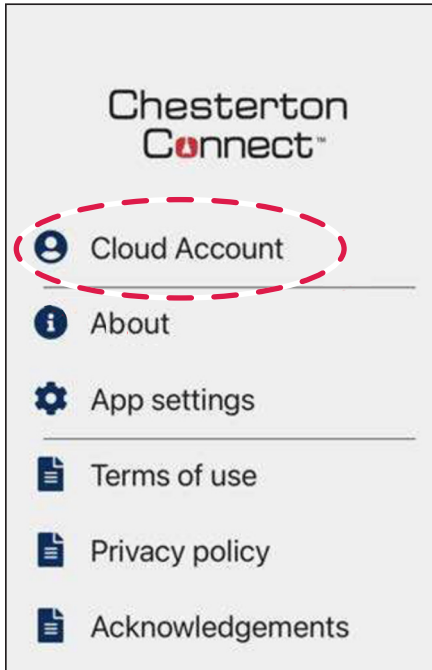 Chesterton
Connect™
Cloud Account
About
App settings
Terms of use
Privacy policy
Acknowledgements